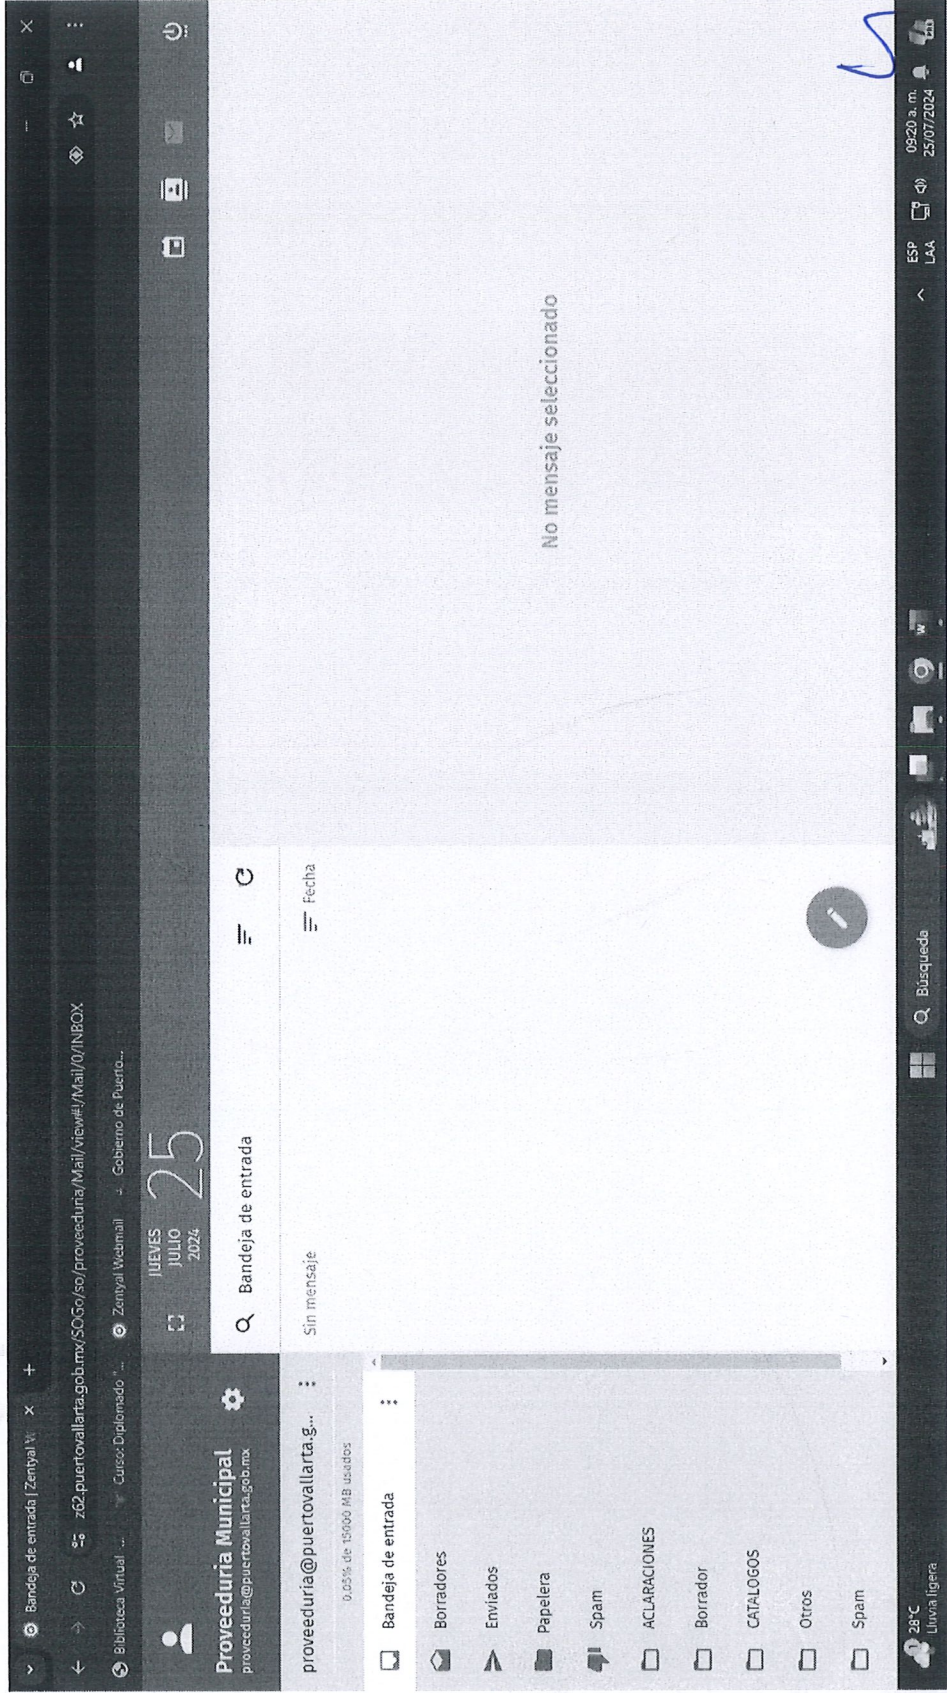 Bandeja de entrada | Zentyal W
z62.puertovallarta.gob.mx/SOGo/so/proveeduria/Mail/view#!/Mail/0/INBOX
Biblioteca Virtual ...
Curso: Diplomado "...
Zentyal Webmail
Gobierno de Puerto...
Proveeduria Municipal
proveeduria@puertovallarta.gob.mx
JUEVES
JULIO
2024
25
proveeduria@puertovallarta.g...
0.05% de 15000 MB usados
Bandeja de entrada
Borradores
Enviados
Papelera
Spam
ACLARACIONES
Borrador
CATALOGOS
Otros
Spam
Bandeja de entrada
Sin mensaje
Fecha
No mensaje seleccionado
28°C
Lluvia ligera
Búsqueda
ESP
LAA
09:20 a. m.
25/07/2024